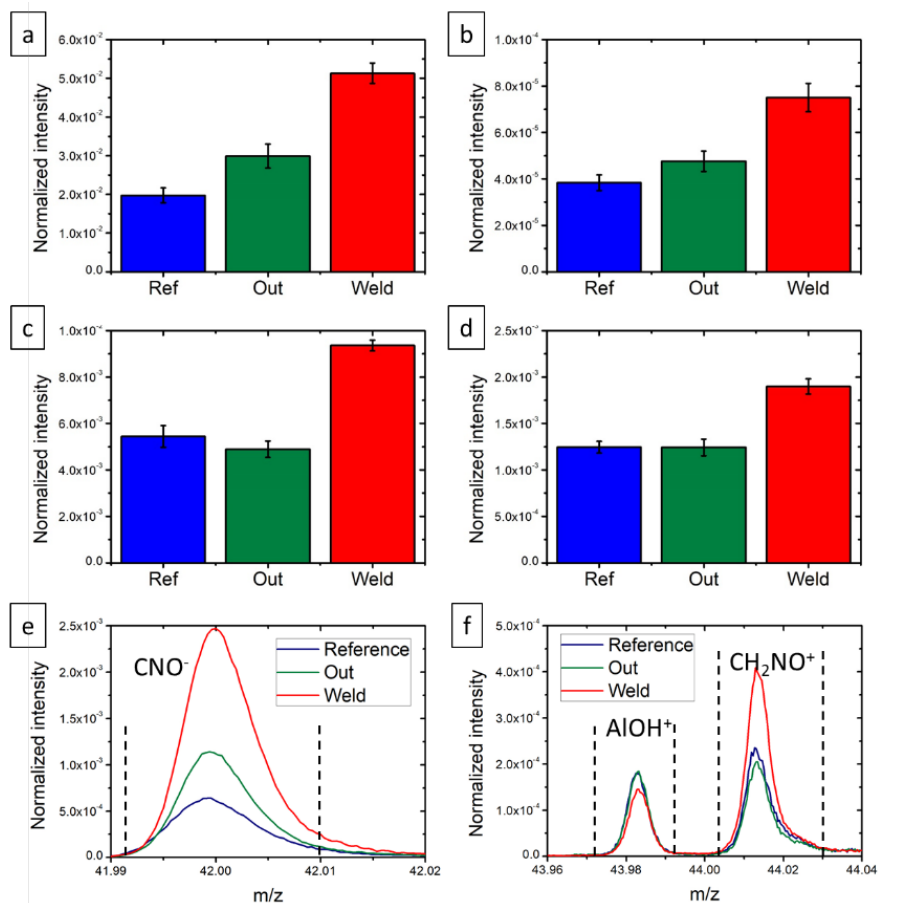 a
6.0x10⁻²
5.0x10⁻²
4.0x10⁻²
3.0x10⁻²
2.0x10⁻²
1.0x10⁻²
0.0
Normalized intensity
Ref Out Weld
b
1.0x10⁻⁴
8.0x10⁻⁵
6.0x10⁻⁵
4.0x10⁻⁵
2.0x10⁻⁵
0.0
Normalized intensity
Ref Out Weld
c
8.0x10⁻³
6.0x10⁻³
4.0x10⁻³
2.0x10⁻³
0.0
Normalized intensity
Ref Out Weld
d
2.5x10⁻³
2.0x10⁻³
1.5x10⁻³
1.0x10⁻³
5.0x10⁻⁴
0.0
Normalized intensity
Ref Out Weld
e
2.5x10⁻³
2.0x10⁻³
1.5x10⁻³
1.0x10⁻³
5.0x10⁻⁴
0.0
Normalized intensity
CNO⁻
Reference
Out
Weld
41.99 42.00 42.01 42.02
m/z
f
5.0x10⁻⁴
4.0x10⁻⁴
3.0x10⁻⁴
2.0x10⁻⁴
1.0x10⁻⁴
0.0
Normalized intensity
Reference
Out
Weld
AlOH⁺
CH₂NO⁺
43.96 43.98 44.00 44.02 44.04
m/z